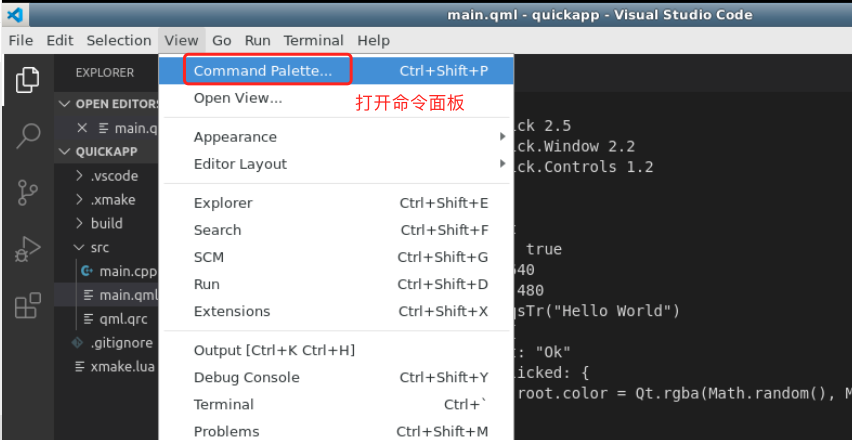 main.qml - quickapp - Visual Studio Code
File Edit Selection View Go Run Terminal Help
EXPLORER
OPEN EDITORS
main.q
QUICKAPP
.vscode
.xmake
build
src
main.cpp
main.qml
qml.qrc
.gitignore
xmake.lua
Command Palette... Ctrl+Shift+P
Open View...
打开命令面板
Appearance
Editor Layout
Explorer Ctrl+Shift+E
Search Ctrl+Shift+F
SCM Ctrl+Shift+G
Run Ctrl+Shift+D
Extensions Ctrl+Shift+X
Output [Ctrl+K Ctrl+H]
Debug Console Ctrl+Shift+Y
Terminal Ctrl+`
Problems Ctrl+Shift+M
ck 2.5
ck.Window 2.2
ck.Controls 1.2
true
640
480
qsTr("Hello World")
: "Ok"
icked: {
root.color = Qt.rgba(Math.random(), M